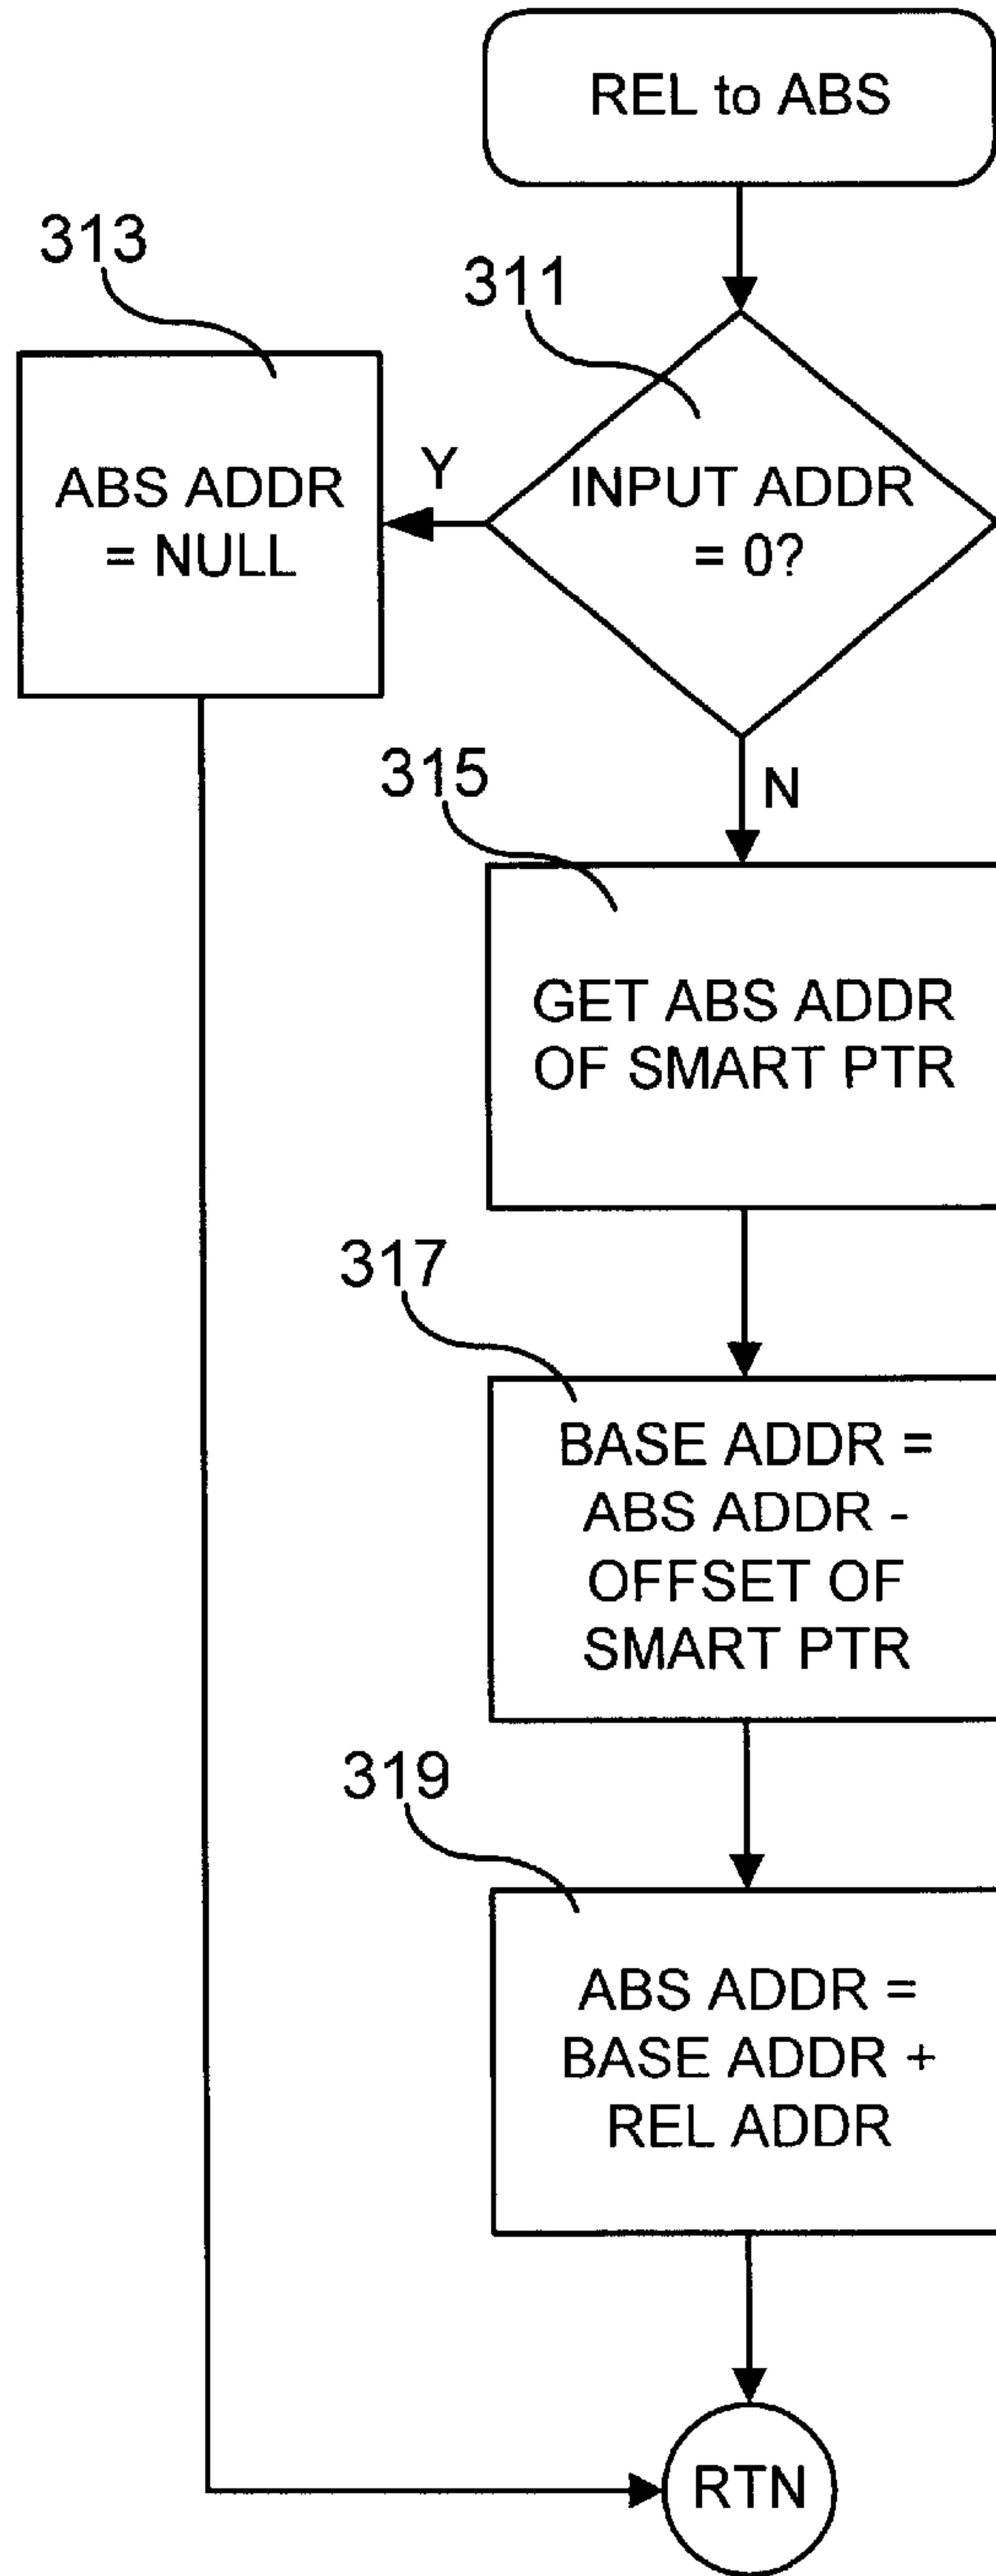 REL to ABS
313
311
ABS ADDR
= NULL
Y
INPUT ADDR
= 0?
N
315
GET ABS ADDR
OF SMART PTR
317
BASE ADDR =
ABS ADDR -
OFFSET OF
SMART PTR
319
ABS ADDR =
BASE ADDR +
REL ADDR
RTN